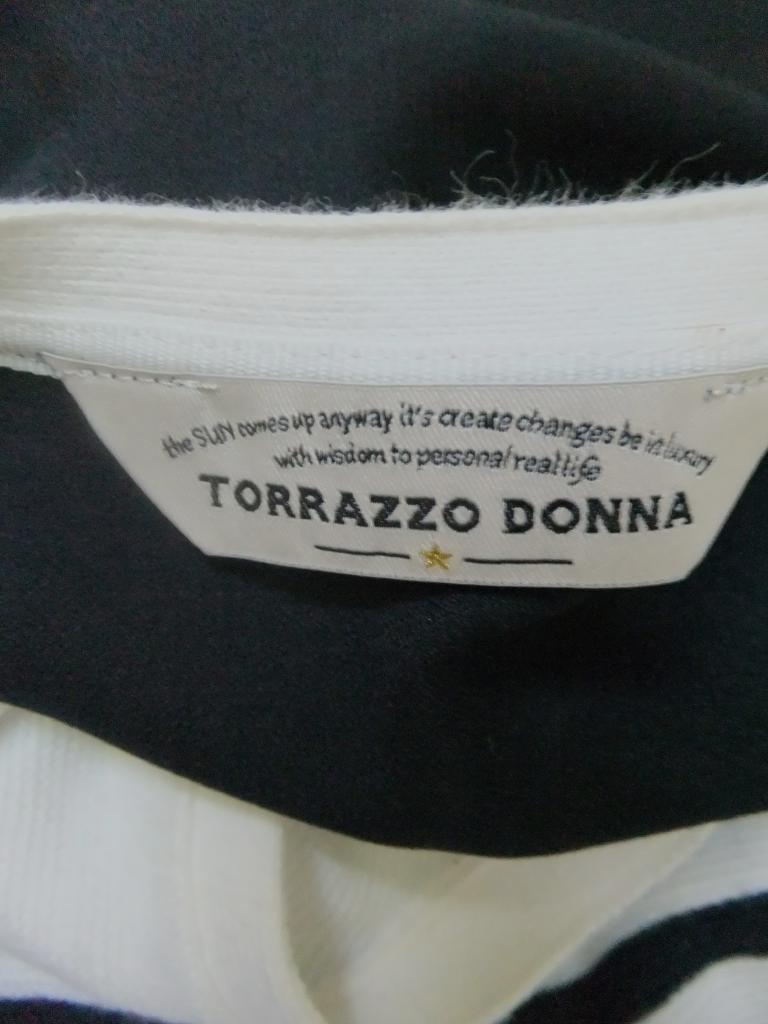 the SUN comes up anyway it's create changes be in luxury
with wisdom to personal real life
TORRAZZO DONNA